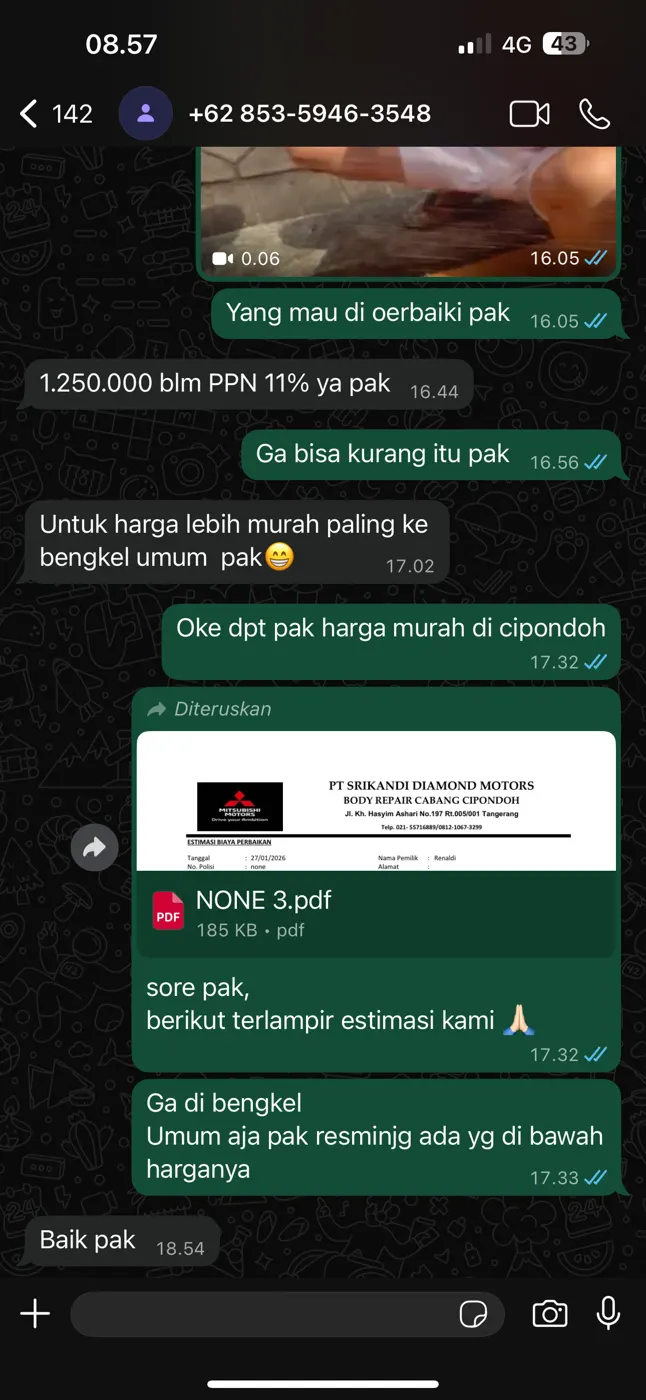 08.57
4G
43
142
+62 853-5946-3548
0.06
16.05
Yang mau di oerbaiki pak
16.05
1.250.000 blm PPN 11% ya pak
16.44
Ga bisa kurang itu pak
16.56
Untuk harga lebih murah paling ke
bengkel umum pak😁
17.02
Oke dpt pak harga murah di cipondoh
17.32
Diteruskan
MITSUBISHI
MOTORS
Drive your Ambition
PT SRIKANDI DIAMOND MOTORS
BODY REPAIR CABANG CIPONDOH
Jl. Kh. Hasyim Ashari No.197 Rt.005/001 Tangerang
Telp. 021- 55716889/0812-1067-3299
ESTIMASI BIAYA PERBAIKAN
Tanggal : 27/01/2026 Nama Pemilik : Renaldi
No. Polisi : none Alamat :
PDF
NONE 3.pdf
185 KB • pdf
sore pak,
berikut terlampir estimasi kami 🙏🏻
17.32
Ga di bengkel
Umum aja pak resminjg ada yg di bawah
harganya
17.33
Baik pak
18.54